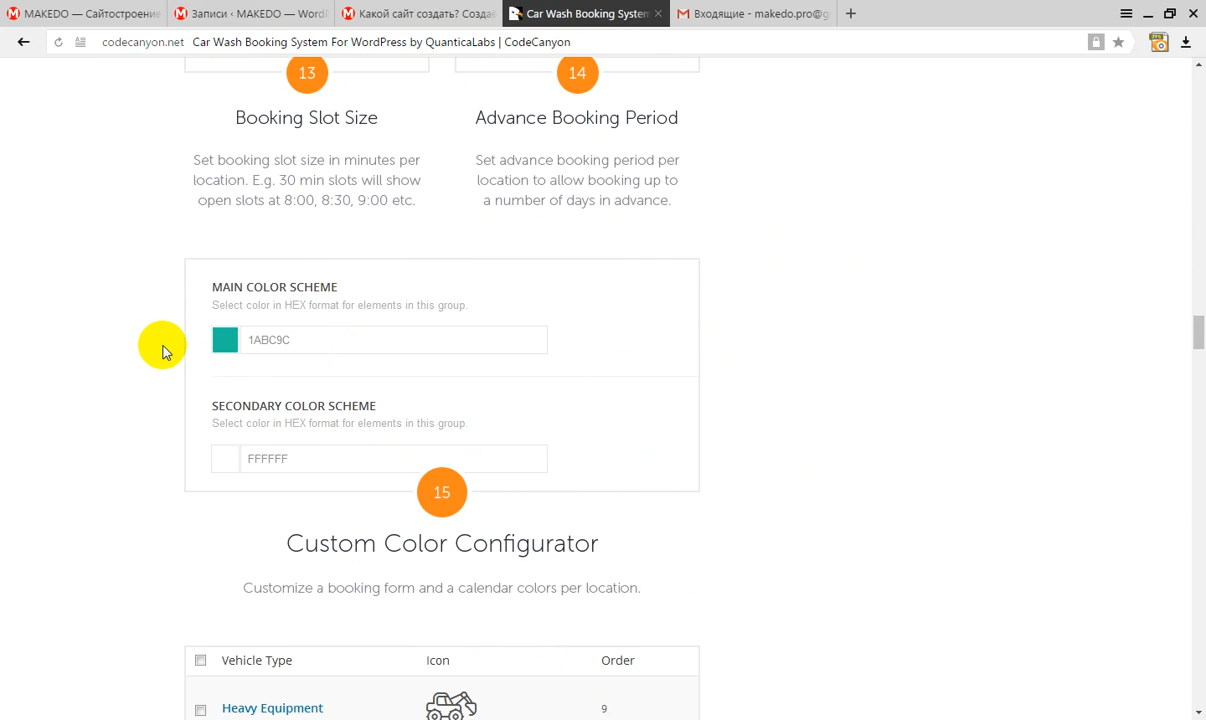 MAKEDO — Сайтостроение
Записи ‹ MAKEDO — Word
Какой сайт создать? Создаё
Car Wash Booking System
Входящие - makedo.pro@g
codecanyon.net Car Wash Booking System For WordPress by QuanticaLabs | CodeCanyon
13
14
Booking Slot Size
Advance Booking Period
Set booking slot size in minutes per
location. E.g. 30 min slots will show
open slots at 8:00, 8:30, 9:00 etc.
Set advance booking period per
location to allow booking up to
a number of days in advance.
MAIN COLOR SCHEME
Select color in HEX format for elements in this group.
1ABC9C
SECONDARY COLOR SCHEME
Select color in HEX format for elements in this group.
FFFFFF
15
Custom Color Configurator
Customize a booking form and a calendar colors per location.
Vehicle Type Icon Order
Heavy Equipment 9